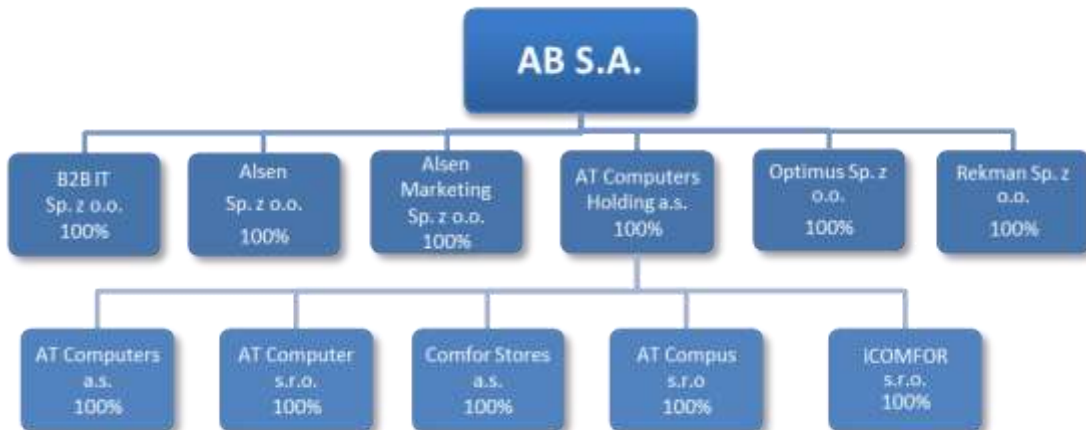 AB S.A.
B2B IT
Sp. z o.o.
100%
Alsen
Sp. z o.o.
100%
Alsen
Marketing
Sp. z o.o.
100%
AT Computers
Holding a.s.
100%
Optimus Sp. z
o.o.
100%
Rekman Sp. z
o.o.
100%
AT Computers
a.s.
100%
AT Computer
s.r.o.
100%
Comfor Stores
a.s.
100%
AT Compus
s.r.o
100%
iCOMFOR
s.r.o.
100%